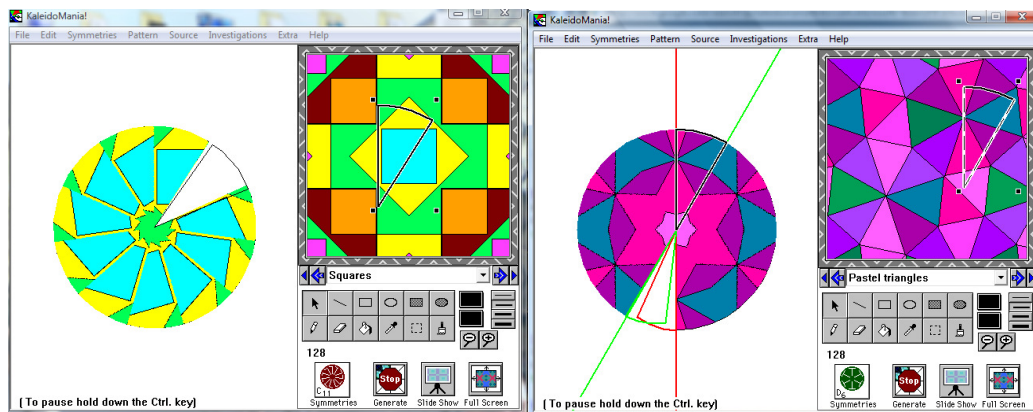 KaleidoMania!
File Edit Symmetries Pattern Source Investigations Extra Help
Squares
128
C11
Stop
Symmetries Generate Slide Show Full Screen
( To pause hold down the Ctrl. key)
KaleidoMania!
File Edit Symmetries Pattern Source Investigations Extra Help
Pastel triangles
128
D6
Stop
Symmetries Generate Slide Show Full Screen
( To pause hold down the Ctrl. key)